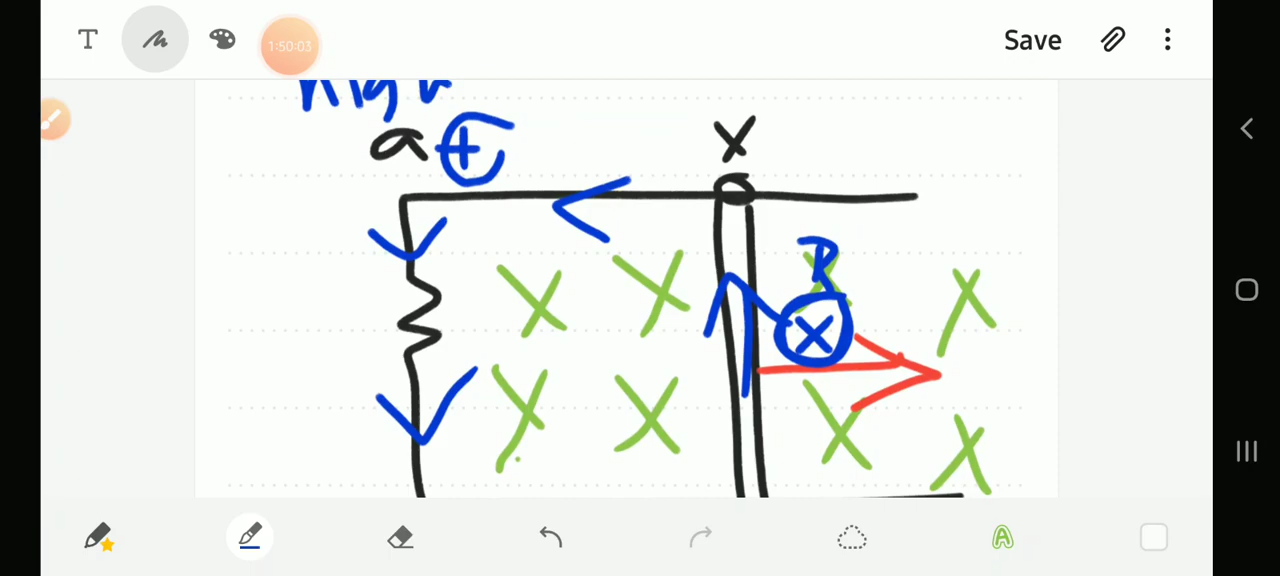 T
1:50:03
Save
a +
X
B
X X X X
X
X X X X
A